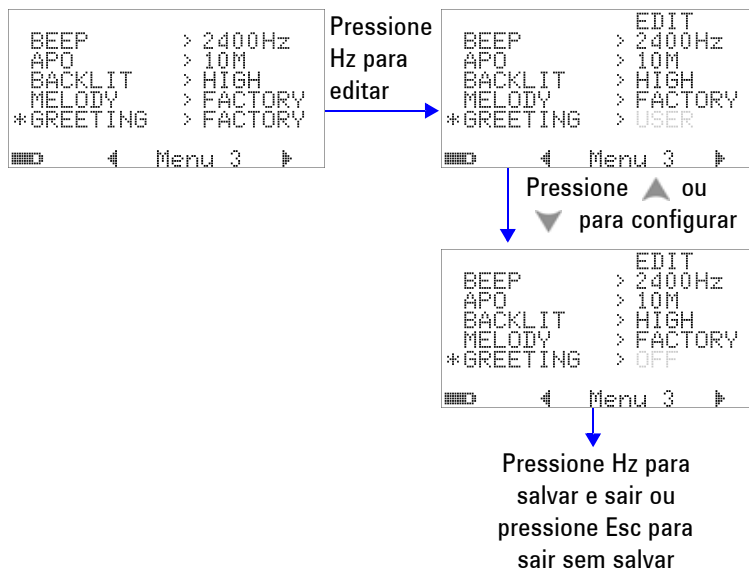 BEEP > 2400Hz
APO > 10M
BACKLIT > HIGH
MELODY > FACTORY
*GREETING > FACTORY
Menu 3
Pressione
Hz para
editar
EDIT
BEEP > 2400Hz
APO > 10M
BACKLIT > HIGH
MELODY > FACTORY
*GREETING > USER
Menu 3
Pressione ou
para configurar
EDIT
BEEP > 2400Hz
APO > 10M
BACKLIT > HIGH
MELODY > FACTORY
*GREETING > OFF
Menu 3
Pressione Hz para
salvar e sair ou
pressione Esc para
sair sem salvar